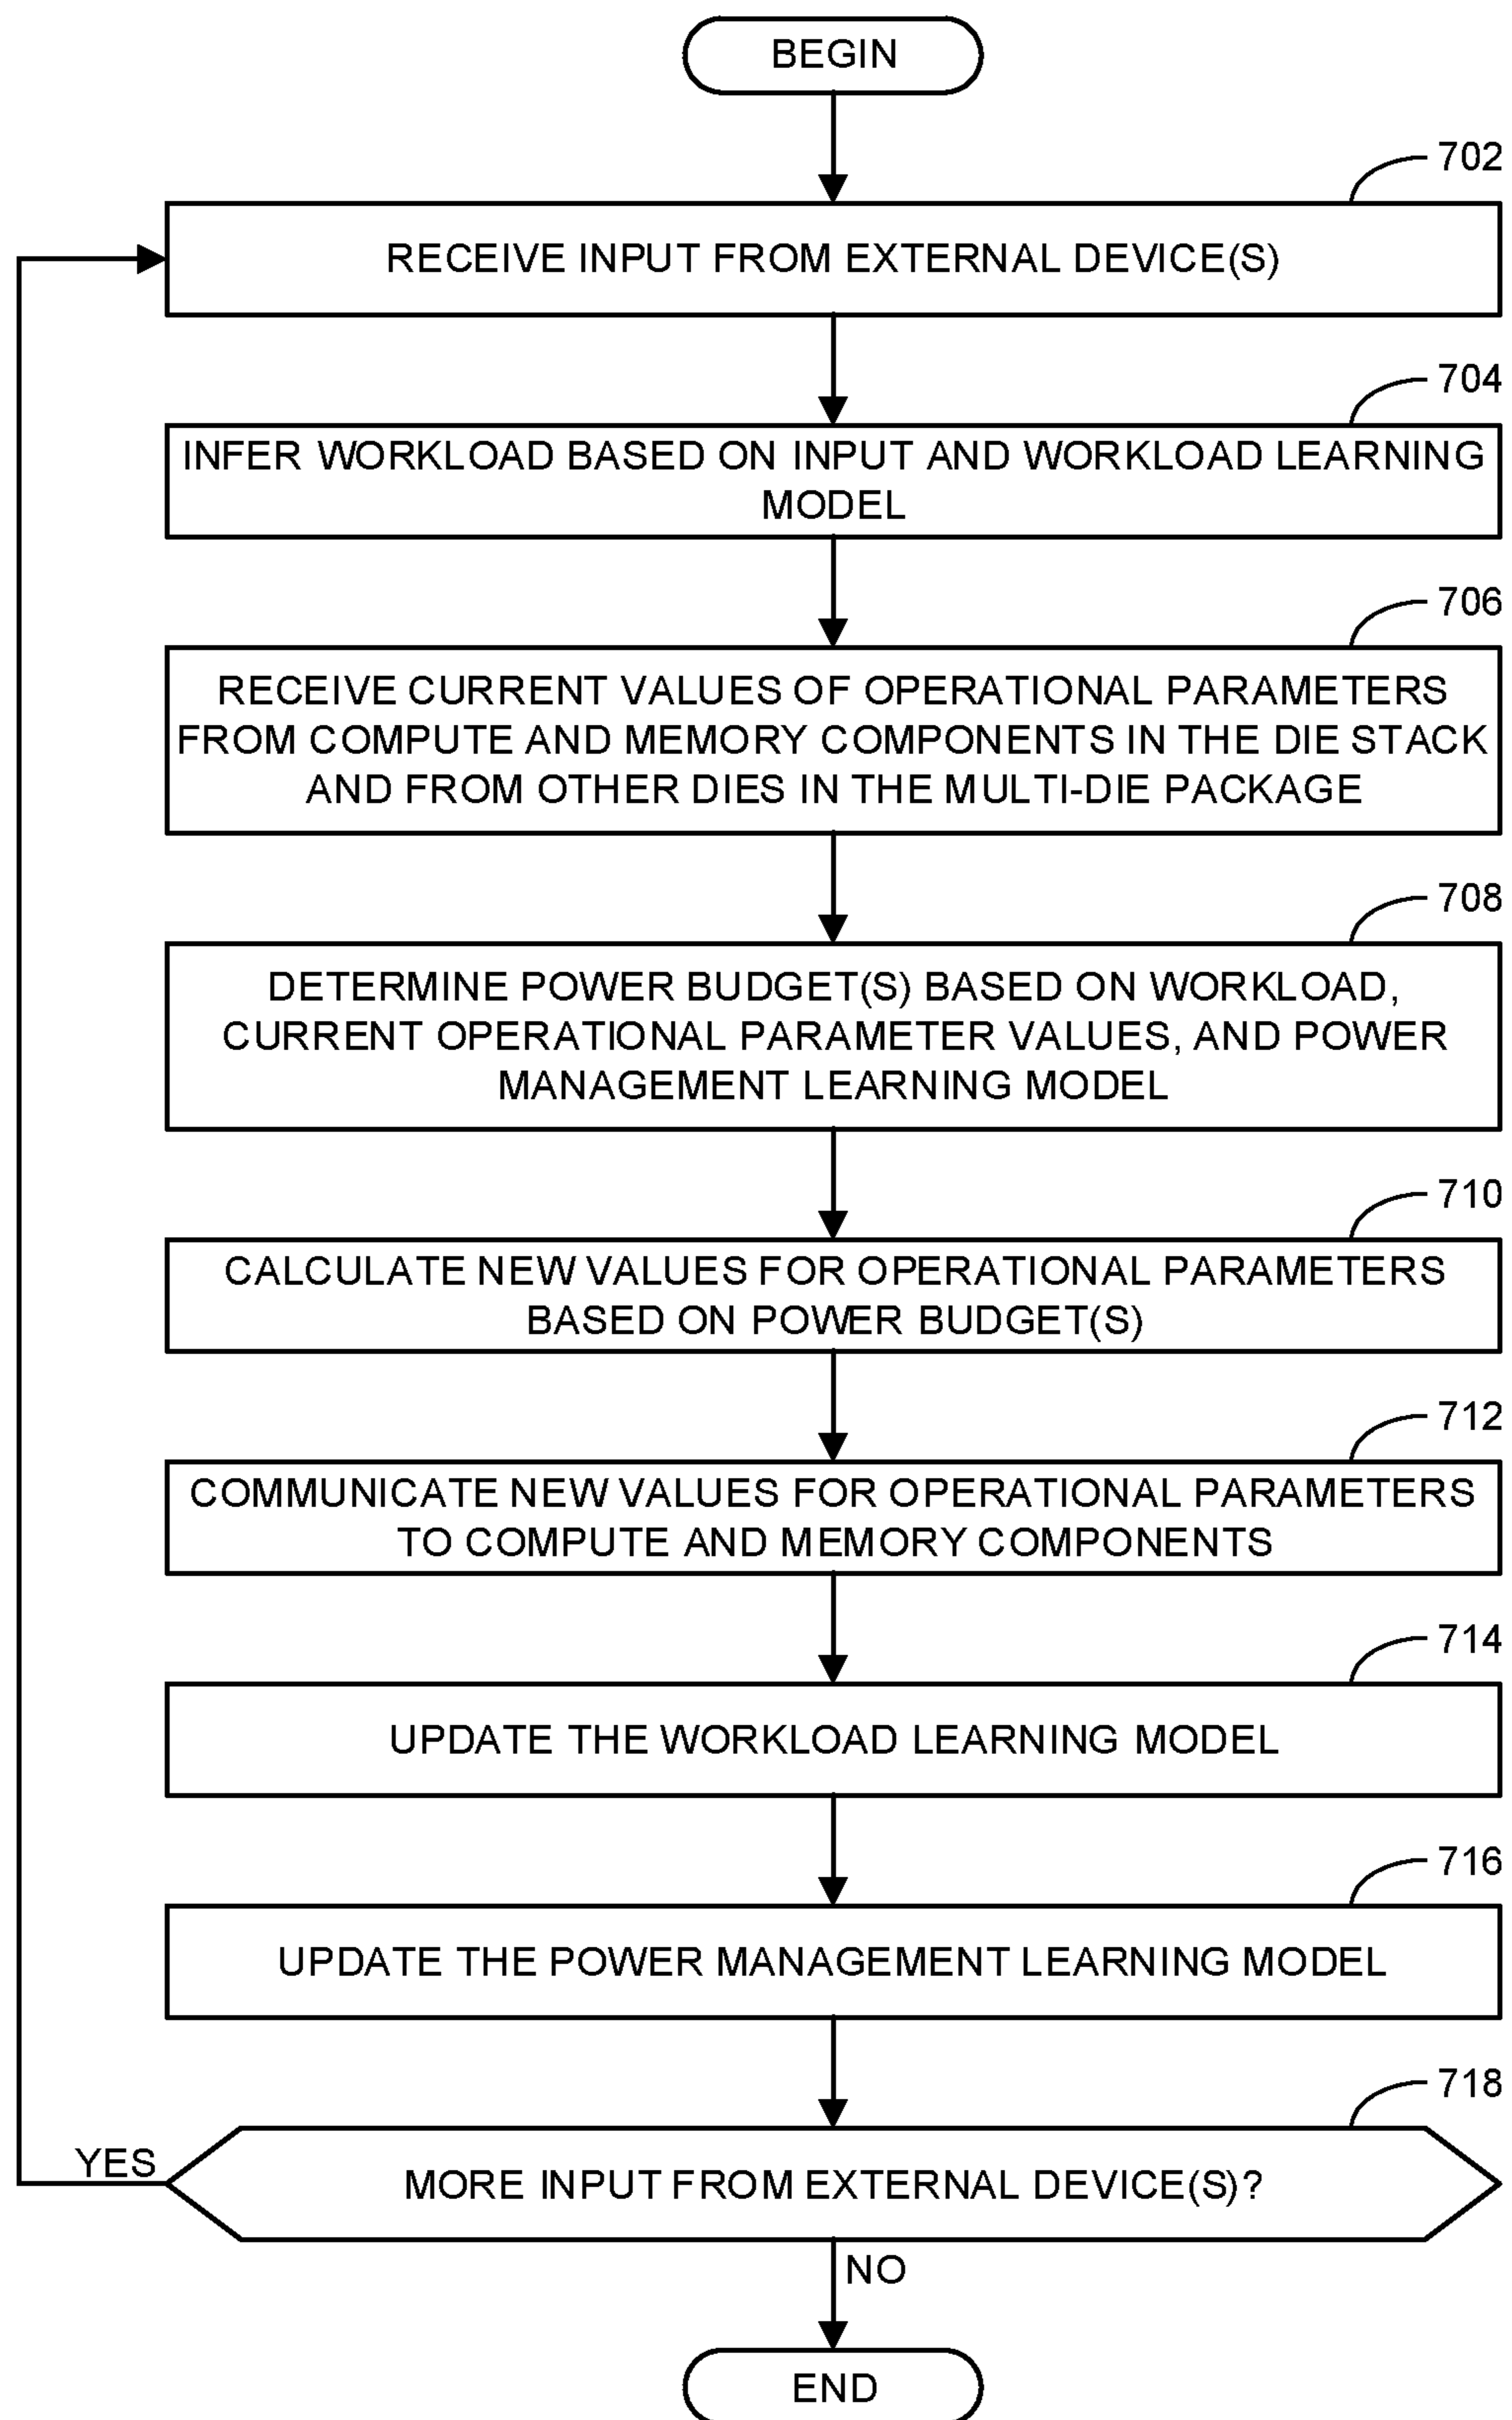 BEGIN
702
RECEIVE INPUT FROM EXTERNAL DEVICE(S)
704
INFER WORKLOAD BASED ON INPUT AND WORKLOAD LEARNING
MODEL
706
RECEIVE CURRENT VALUES OF OPERATIONAL PARAMETERS
FROM COMPUTE AND MEMORY COMPONENTS IN THE DIE STACK
AND FROM OTHER DIES IN THE MULTI-DIE PACKAGE
708
DETERMINE POWER BUDGET(S) BASED ON WORKLOAD,
CURRENT OPERATIONAL PARAMETER VALUES, AND POWER
MANAGEMENT LEARNING MODEL
710
CALCULATE NEW VALUES FOR OPERATIONAL PARAMETERS
BASED ON POWER BUDGET(S)
712
COMMUNICATE NEW VALUES FOR OPERATIONAL PARAMETERS
TO COMPUTE AND MEMORY COMPONENTS
714
UPDATE THE WORKLOAD LEARNING MODEL
716
UPDATE THE POWER MANAGEMENT LEARNING MODEL
718
YES
MORE INPUT FROM EXTERNAL DEVICE(S)?
NO
END